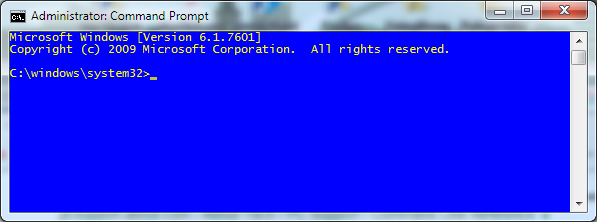 Administrator: Command Prompt
Microsoft Windows [Version 6.1.7601]
Copyright (c) 2009 Microsoft Corporation.  All rights reserved.
C:\windows\system32>_